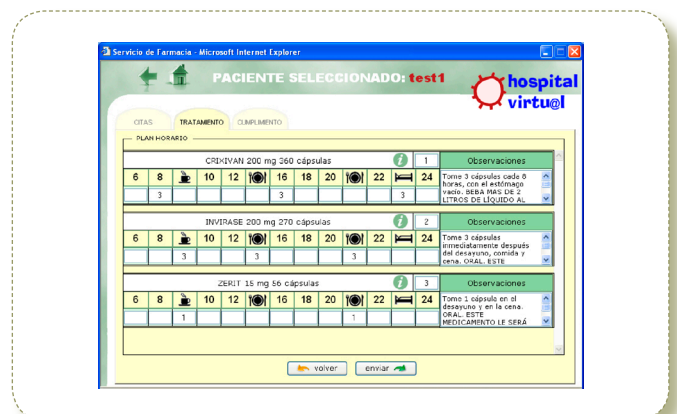 Servicio de Farmacia - Microsoft Internet Explorer
PACIENTE SELECCIONADO: test1
hospital
virtu@l
CITAS TRATAMIENTO CUMPLIMIENTO
PLAN HORARIO
CRIXIVAN 200 mg 360 cápsulas i 1 Observaciones
6 8 10 12 16 18 20 22 24
3 3 3
Tome 3 cápsulas cada 8
horas, con el estómago
vacío. BEBA MAS DE 2
LITROS DE LÍQUIDO AL
INVIRASE 200 mg 270 cápsulas i 2 Observaciones
6 8 10 12 16 18 20 22 24
3 3 3
Tome 3 cápsulas
inmediatamente después
del desayuno, comida y
cena. ORAL. ESTE
ZERIT 15 mg 56 cápsulas i 3 Observaciones
6 8 10 12 16 18 20 22 24
1 1
Tome 1 cápsula en el
desayuno y en la cena.
ORAL. ESTE
MEDICAMENTO LE SERÁ
volver enviar